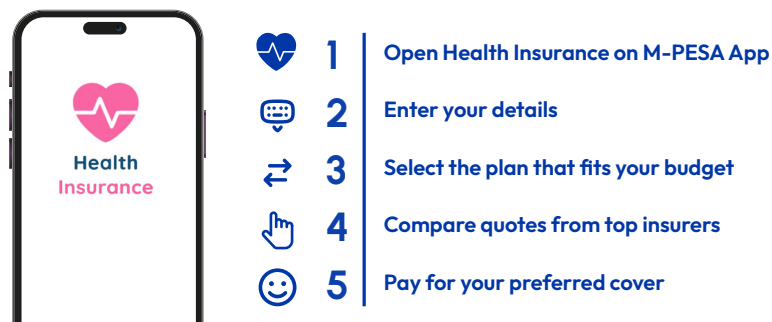 Health
Insurance
1 Open Health Insurance on M-PESA App
2 Enter your details
3 Select the plan that fits your budget
4 Compare quotes from top insurers
5 Pay for your preferred cover